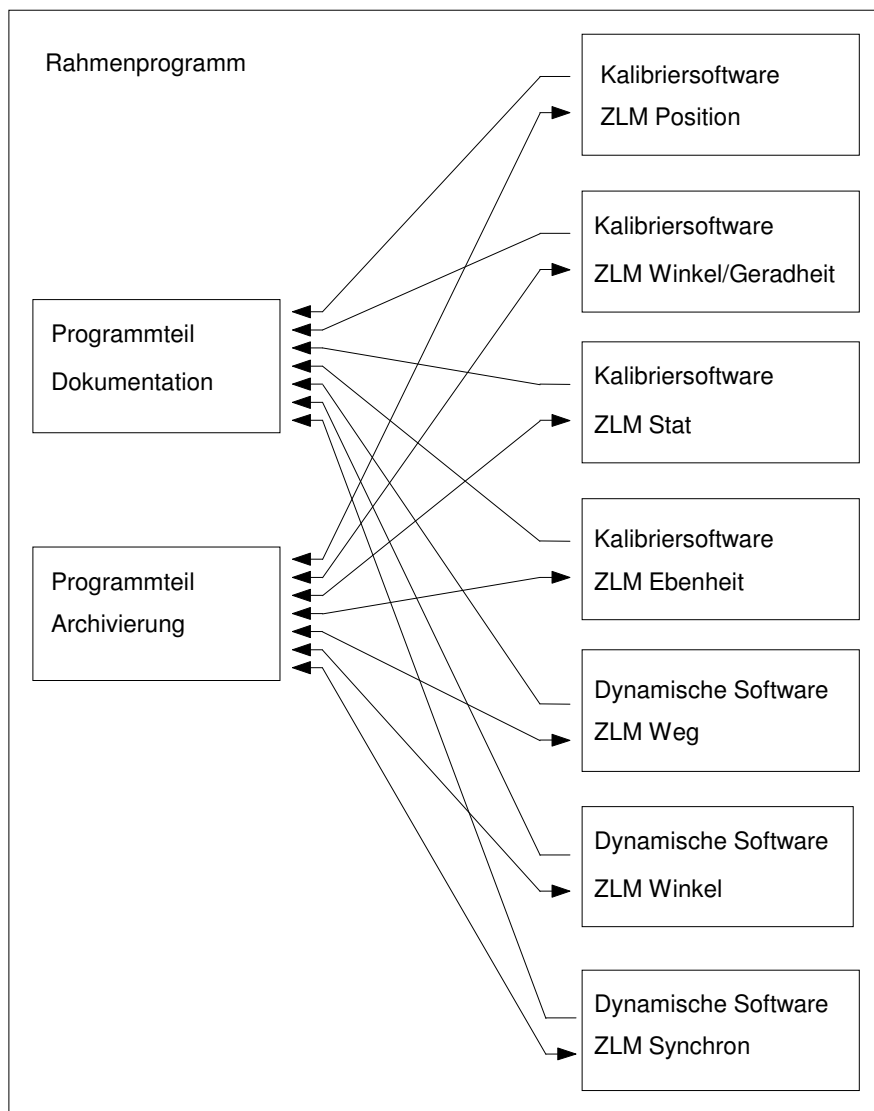 Rahmenprogramm
Kalibriersoftware
ZLM Position
Kalibriersoftware
ZLM Winkel/Geradheit
Programmteil
Dokumentation
Kalibriersoftware
ZLM Stat
Kalibriersoftware
ZLM Ebenheit
Programmteil
Archivierung
Dynamische Software
ZLM Weg
Dynamische Software
ZLM Winkel
Dynamische Software
ZLM Synchron